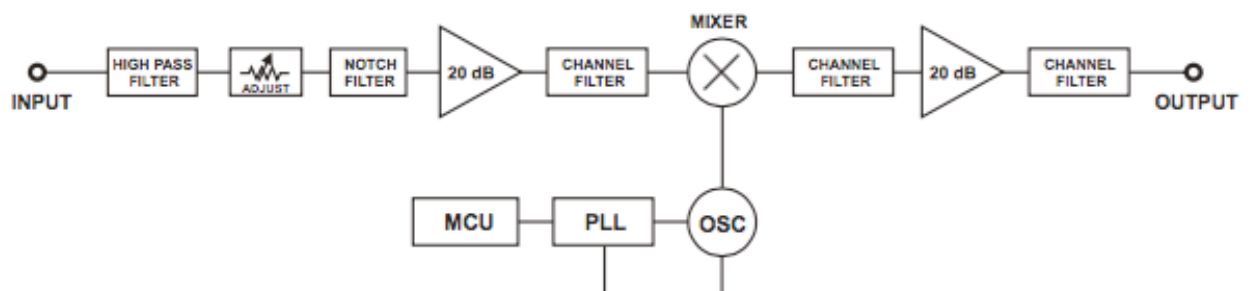 MIXER
INPUT
HIGH PASS
FILTER
ADJUST
NOTCH
FILTER
20 dB
CHANNEL
FILTER
CHANNEL
FILTER
20 dB
CHANNEL
FILTER
OUTPUT
MCU
PLL
OSC